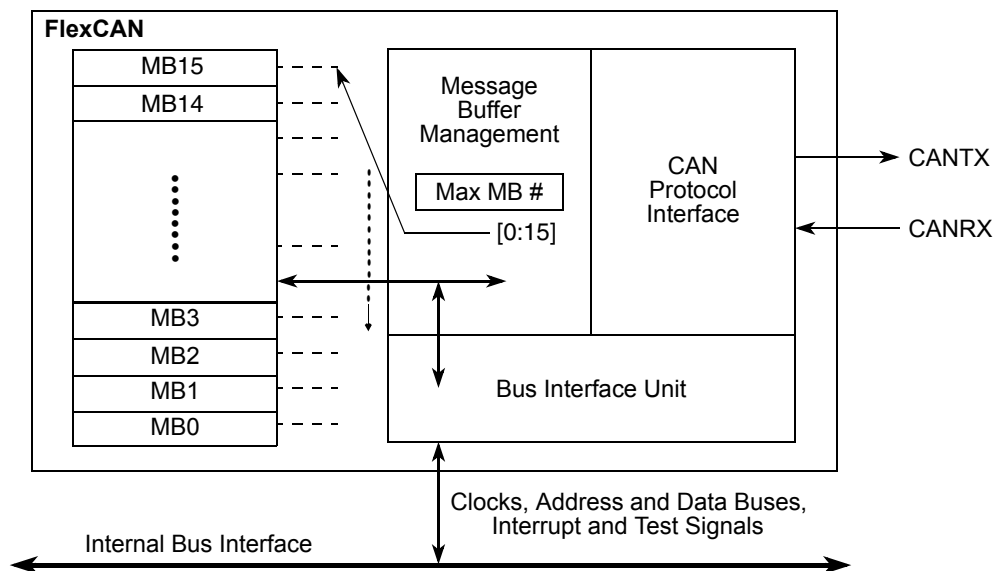 FlexCAN
MB15
MB14
MB3
MB2
MB1
MB0
Message
Buffer
Management
Max MB #
[0:15]
CAN
Protocol
Interface
CANTX
CANRX
Bus Interface Unit
Clocks, Address and Data Buses,
Interrupt and Test Signals
Internal Bus Interface